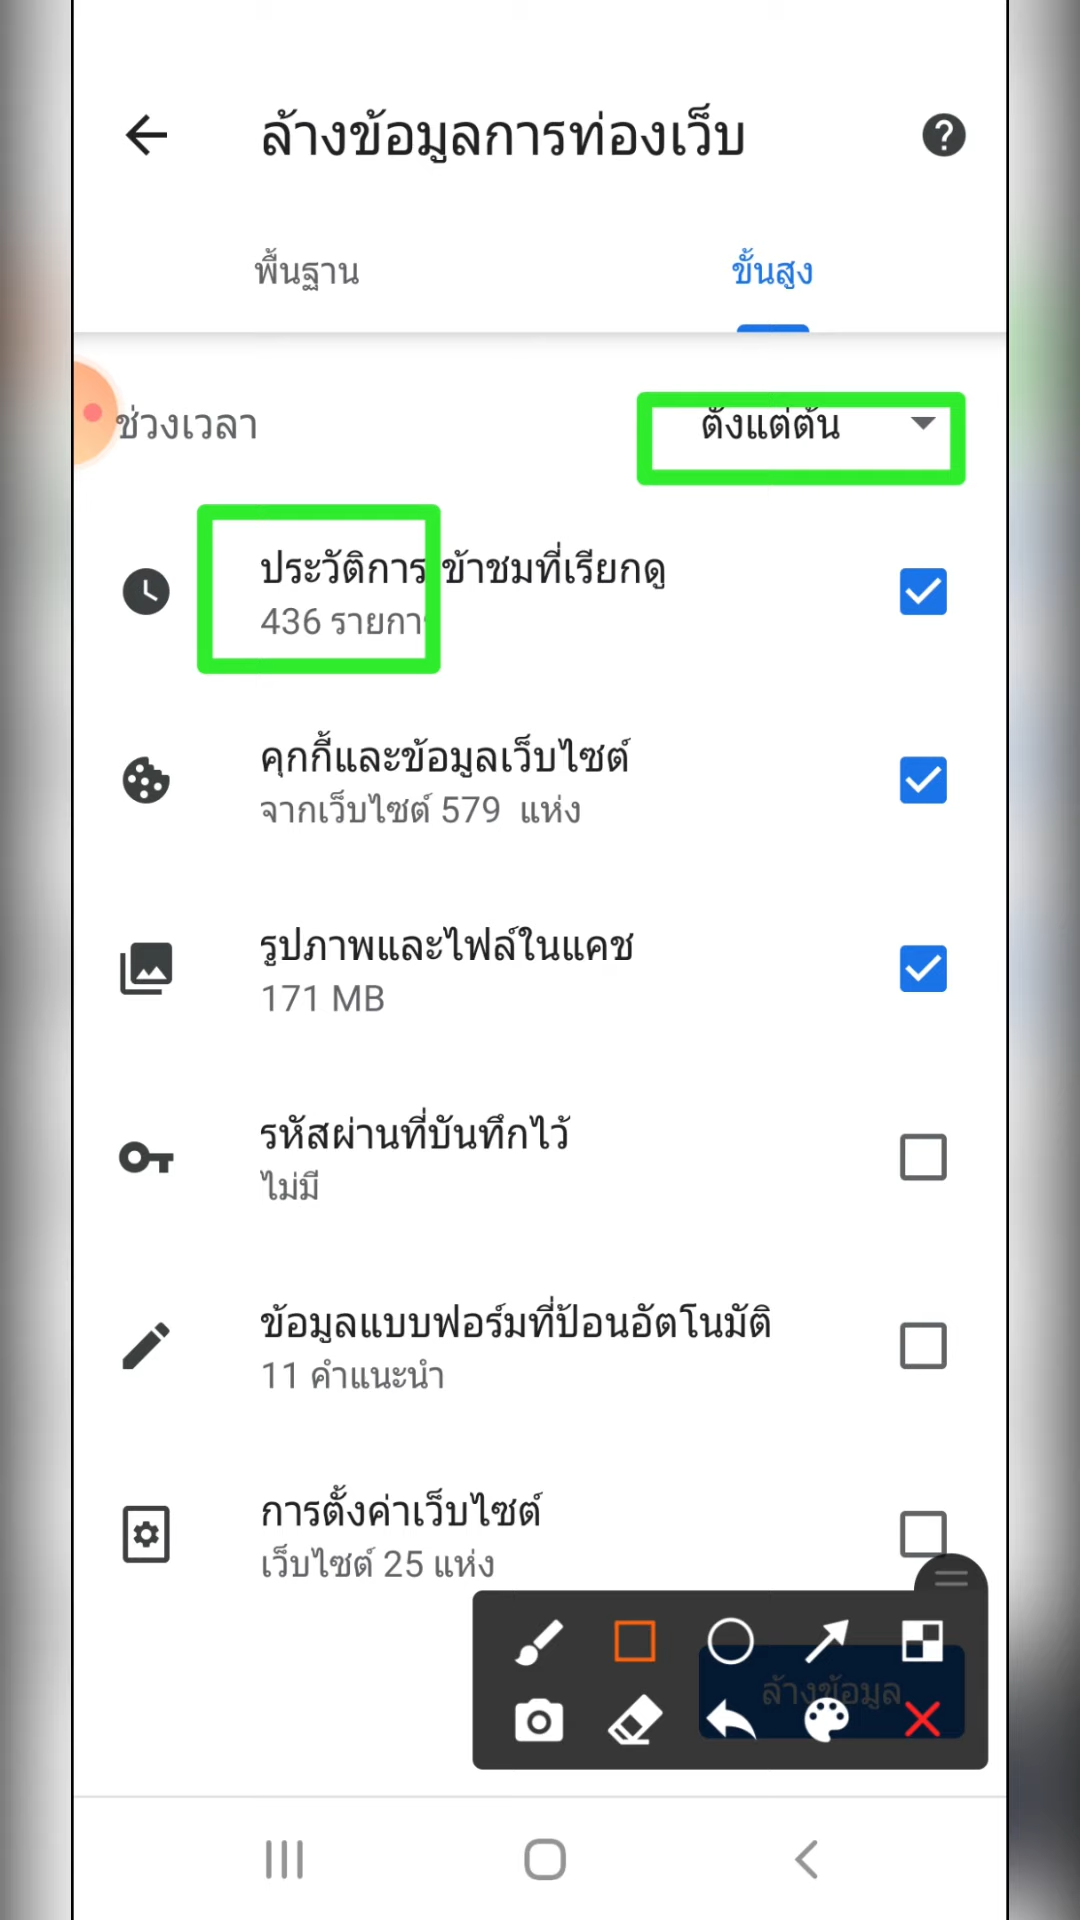 ล้างข้อมูลการท่องเว็บ
พื้นฐาน
ขั้นสูง
ช่วงเวลา
ตั้งแต่ต้น
ประวัติการเข้าชมที่เรียกดู
436 รายการ
คุกกี้และข้อมูลเว็บไซต์
จากเว็บไซต์ 579 แห่ง
รูปภาพและไฟล์ในแคช
171 MB
รหัสผ่านที่บันทึกไว้
ไม่มี
ข้อมูลแบบฟอร์มที่ป้อนอัตโนมัติ
11 คำแนะนำ
การตั้งค่าเว็บไซต์
เว็บไซต์ 25 แห่ง
ล้างข้อมูล